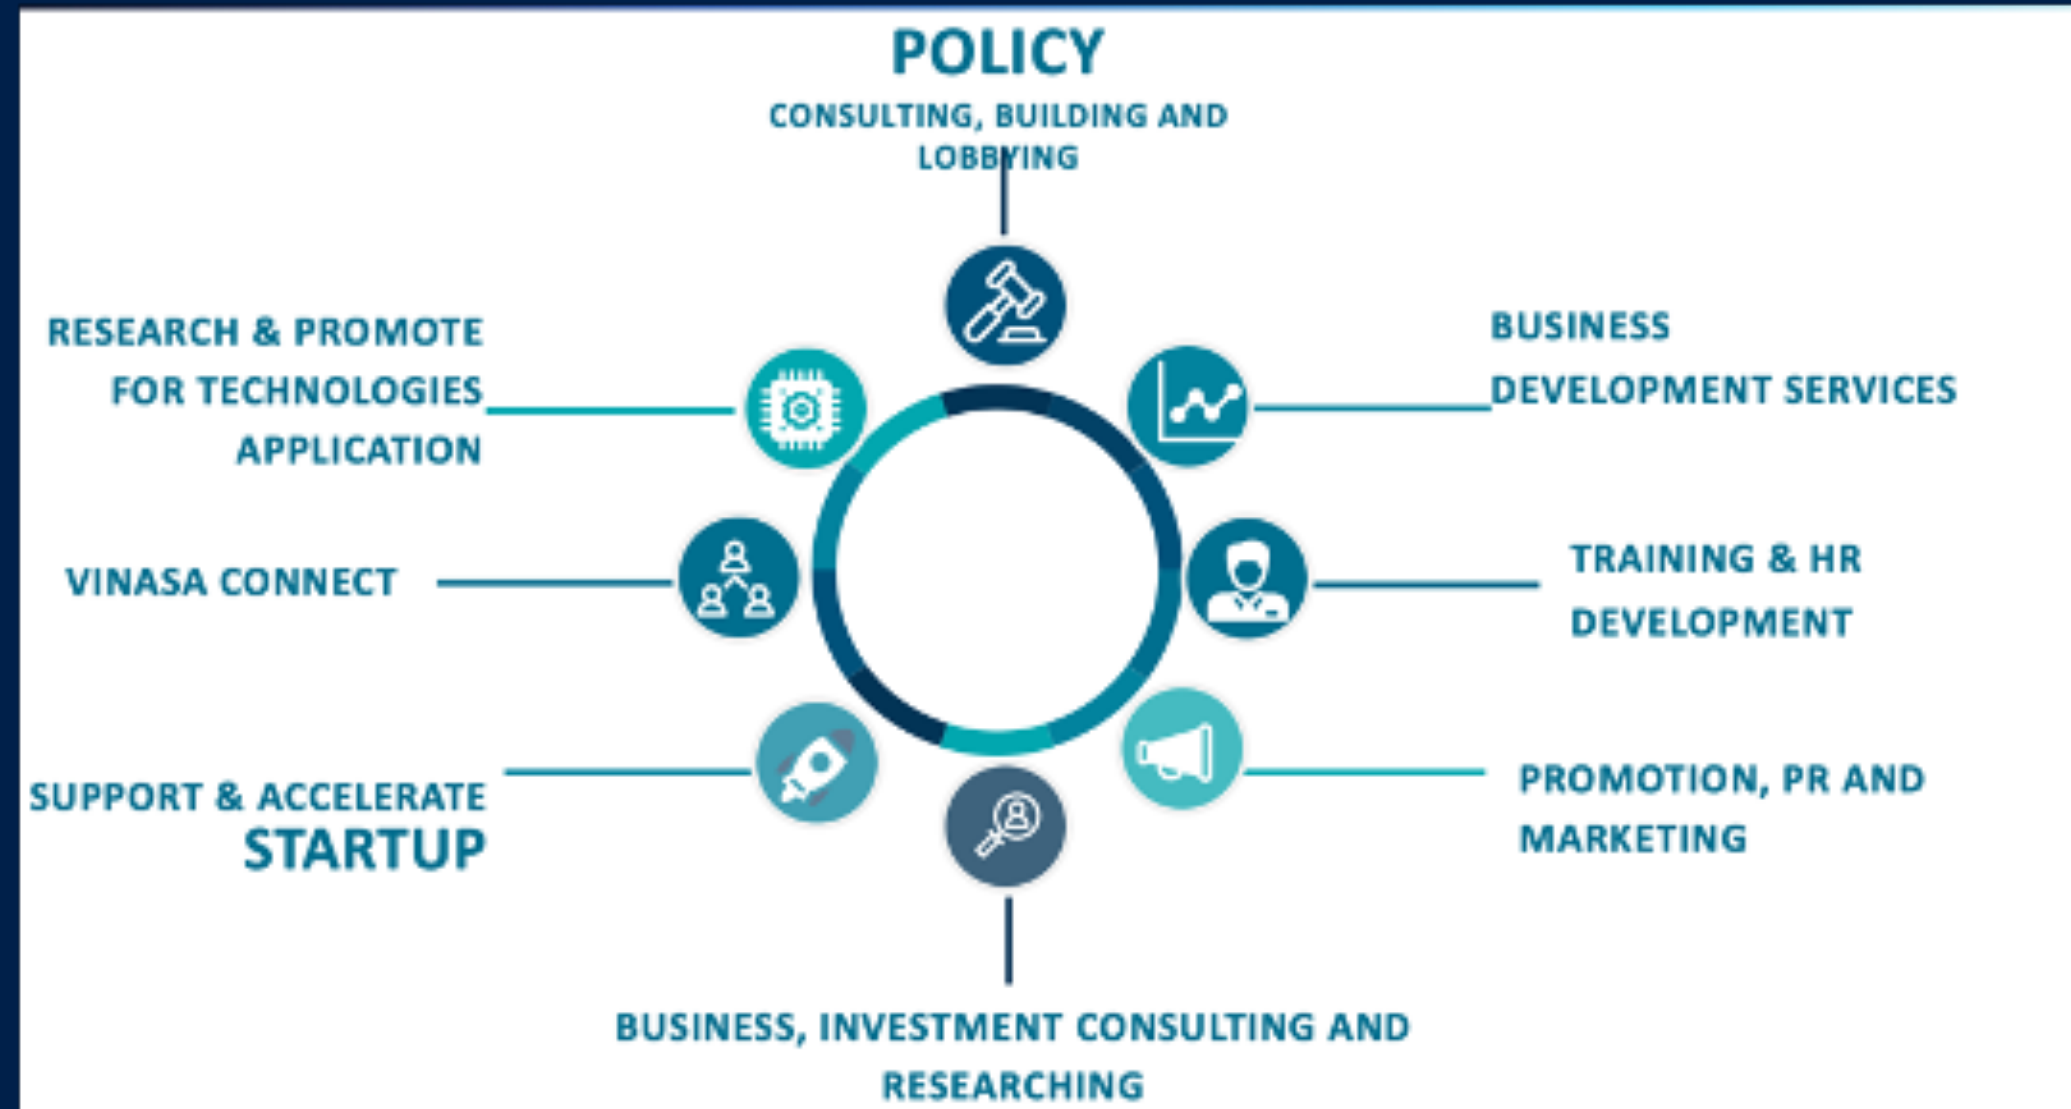 POLICY
CONSULTING, BUILDING AND
LOBBYING
RESEARCH & PROMOTE
FOR TECHNOLOGIES
APPLICATION
BUSINESS
DEVELOPMENT SERVICES
VINASA CONNECT
TRAINING & HR
DEVELOPMENT
SUPPORT & ACCELERATE
STARTUP
PROMOTION, PR AND
MARKETING
BUSINESS, INVESTMENT CONSULTING AND
RESEARCHING